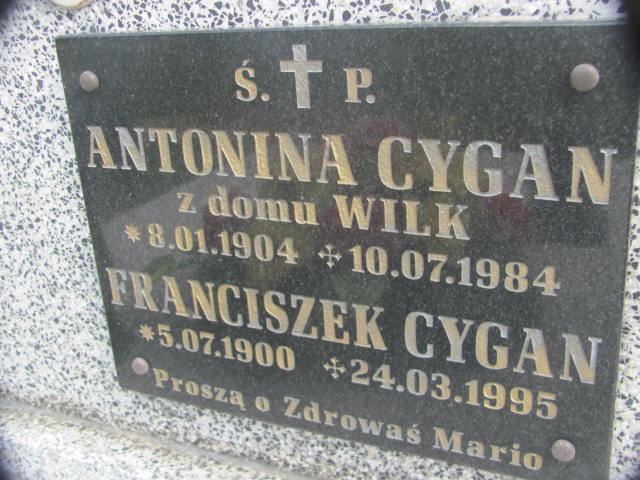 Ś. P.
ANTONINA CYGAN
z domu WILK
*8.01.1904 ✣10.07.1984
FRANCISZEK CYGAN
*5.07.1900 ✣24.03.1995
Proszą o Zdrowaś Mario